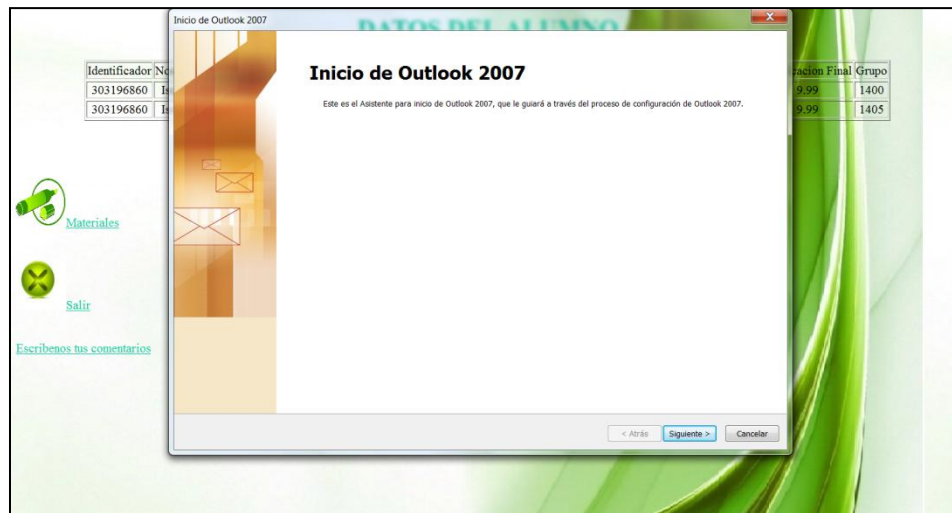 Inicio de Outlook 2007
DATOS DEL ALUMNO
Identificador
Final Grupo
303196860
9.99 1400
303196860
9.99 1405
Inicio de Outlook 2007
Este es el Asistente para inicio de Outlook 2007, que le guiará a través del proceso de configuración de Outlook 2007.
Materiales
Salir
Escribenos tus comentarios
< Atrás Siguiente > Cancelar